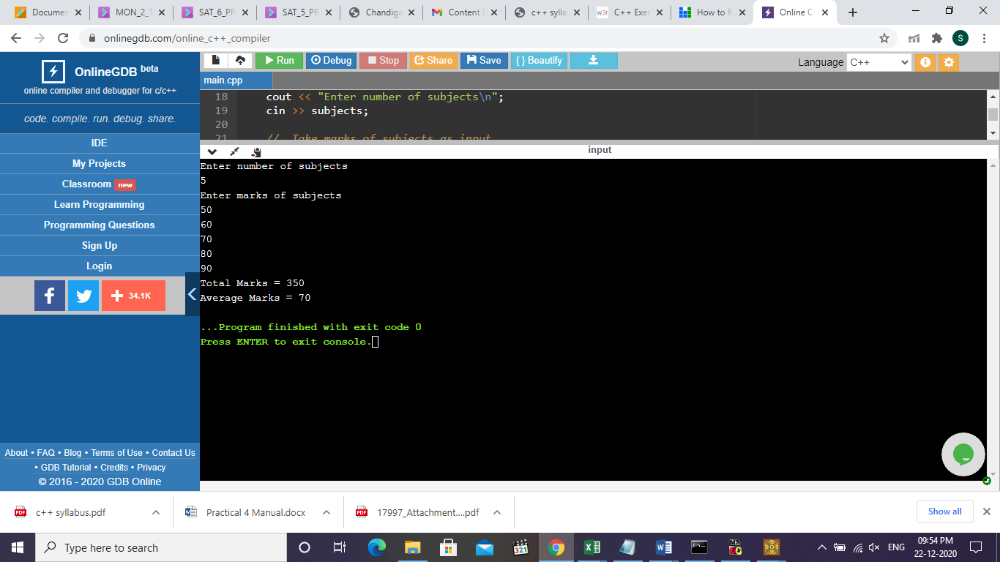 Documen
MON_2_T
SAT_6_PR
SAT_5_PR
Chandiga
Content
c++ sylla
w3r C++ Exer
How to R
Online C
onlinegdb.com/online_c++_compiler
S
OnlineGDB beta
online compiler and debugger for c/c++
code. compile. run. debug. share.
IDE
My Projects
Classroom new
Learn Programming
Programming Questions
Sign Up
Login
f
34.1K
About • FAQ • Blog • Terms of Use • Contact Us
• GDB Tutorial • Credits • Privacy
© 2016 - 2020 GDB Online
Run Debug Stop Share Save {} Beautify
Language C++
main.cpp
18 cout << "Enter number of subjects\n";
19 cin >> subjects;
20
21 // Take marks of subjects as input
input
Enter number of subjects
5
Enter marks of subjects
50
60
70
80
90
Total Marks = 350
Average Marks = 70
...Program finished with exit code 0
Press ENTER to exit console.
PDF c++ syllabus.pdf
Practical 4 Manual.docx
PDF 17997_Attachment....pdf
Show all
Type here to search
321
ENG
09:54 PM
22-12-2020